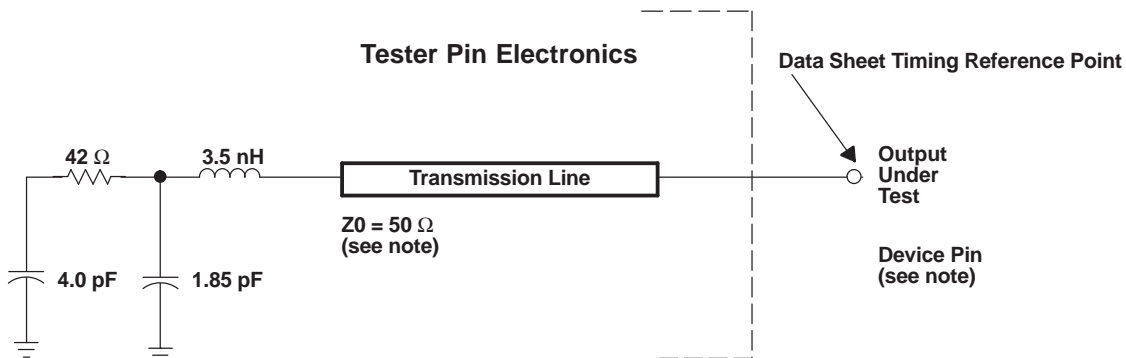 Tester Pin Electronics
Data Sheet Timing Reference Point
42 Ω
3.5 nH
Transmission Line
Output
Under
Test
Z0 = 50 Ω
(see note)
Device Pin
(see note)
4.0 pF
1.85 pF